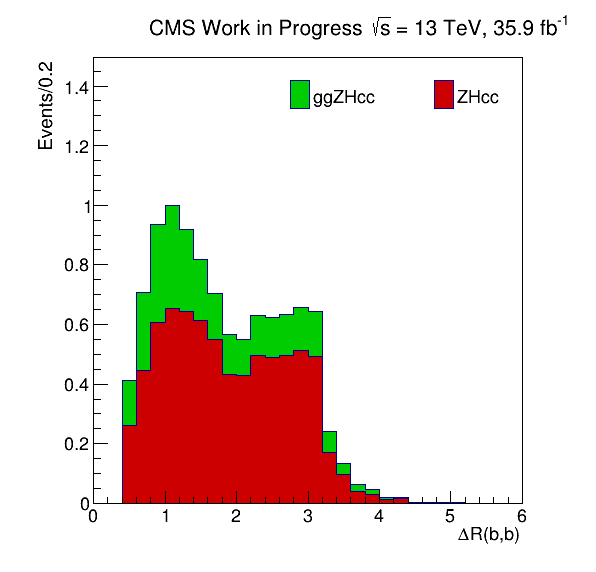 CMS Work in Progress √s = 13 TeV, 35.9 fb⁻¹
Events/0.2
ggZHcc ZHcc
1.4
1.2
1
0.8
0.6
0.4
0.2
0
0 1 2 3 4 5 6
ΔR(b,b)